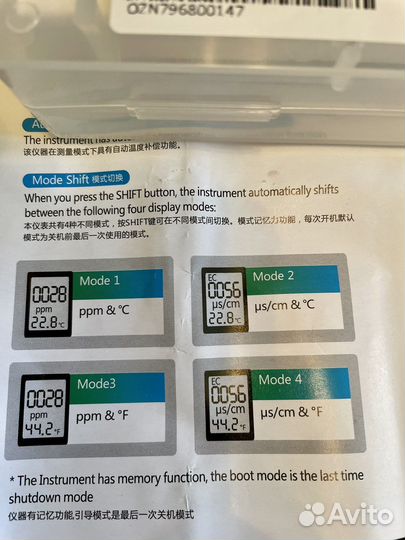 OZN796800147
The instrument has
该仪器在测量模式下具有自动温度补偿功能。
Mode Shift 模式切换
When you press the SHIFT button, the instrument automatically shifts
between the following four display modes:
本仪表共有4种不同模式，按SHIFT键可在不同模式间切换。模式记忆力功能，每次开机默认
模式为关机前最后一次使用的模式。
0028
ppm
22.8°C
Mode 1
ppm & °C
EC
0056
µs/cm
22.8°C
Mode 2
µs/cm & °C
0028
ppm
44.2°F
Mode3
ppm & °F
EC
0056
µs/cm
44.2°F
Mode 4
µs/cm & °F
* The Instrument has memory function, the boot mode is the last time
shutdown mode
仪器有记忆功能,引导模式是最后一次关机模式
Avito